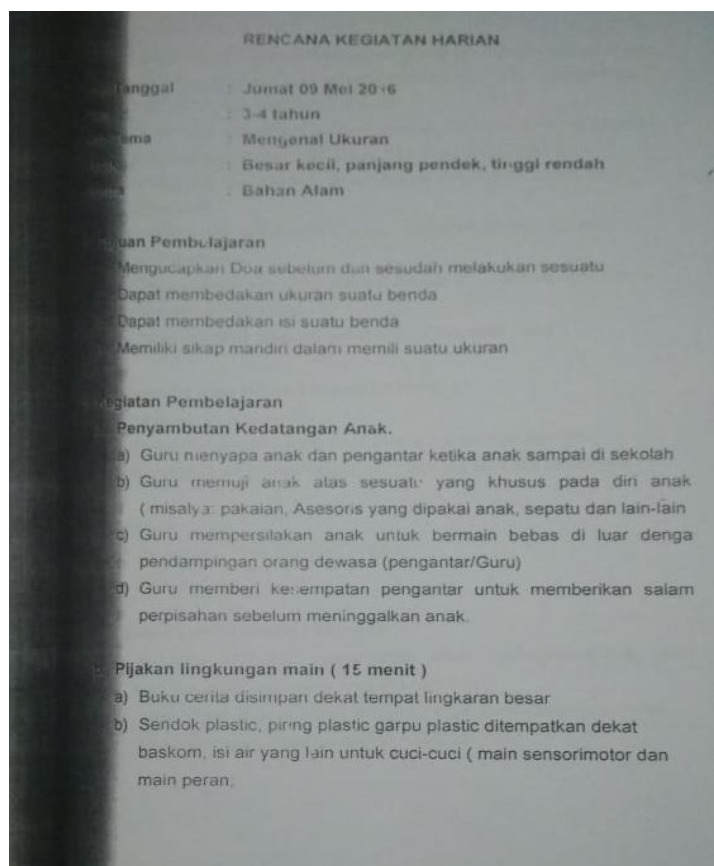 RENCANA KEGIATAN HARIAN
Tanggal : Jumat 09 Mei 2016
: 3-4 tahun
: Mengenal Ukuran
: Besar kecil, panjang pendek, tinggi rendah
: Bahan Alam
Pembelajaran
Mengucapkan Doa sebelum dan sesudah melakukan sesuatu
Dapat membedakan ukuran suatu benda
Dapat membedakan isi suatu benda
Memiliki sikap mandiri dalam memili suatu ukuran
Kegiatan Pembelajaran
Penyambutan Kedatangan Anak.
a) Guru menyapa anak dan pengantar ketika anak sampai di sekolah
b) Guru memuji anak atas sesuatu yang khusus pada diri anak
( misalya: pakaian, Asesoris yang dipakai anak, sepatu dan lain-lain
c) Guru mempersilakan anak untuk bermain bebas di luar denga
pendampingan orang dewasa (pengantar/Guru)
d) Guru memberi kesempatan pengantar untuk memberikan salam
perpisahan sebelum meninggalkan anak.
Pijakan lingkungan main ( 15 menit )
a) Buku cerita disimpan dekat tempat lingkaran besar
b) Sendok plastic, piring plastic garpu plastic ditempatkan dekat
baskom, isi air yang lain untuk cuci-cuci ( main sensorimotor dan
main peran,